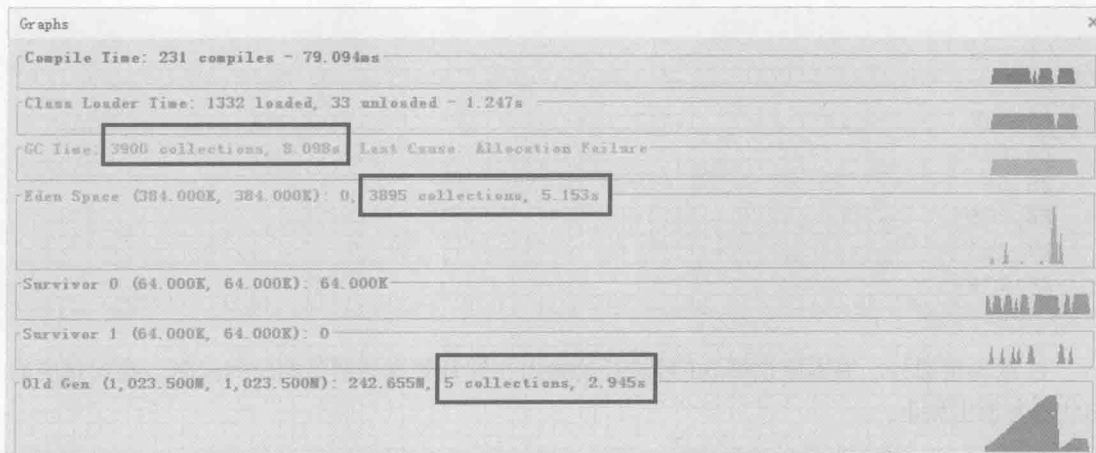 Graphs ×
Compile Time: 231 compiles - 79.094ms
Class Loader Time: 1332 loaded, 33 unloaded - 1.247s
GC Time: 3900 collections, 8.098s Last Cause: Allocation Failure
Eden Space (384.000K, 384.000K): 0, 3895 collections, 5.153s
Survivor 0 (64.000K, 64.000K): 64.000K
Survivor 1 (64.000K, 64.000K): 0
Old Gen (1,023.500M, 1,023.500M): 242.655M, 5 collections, 2.945s